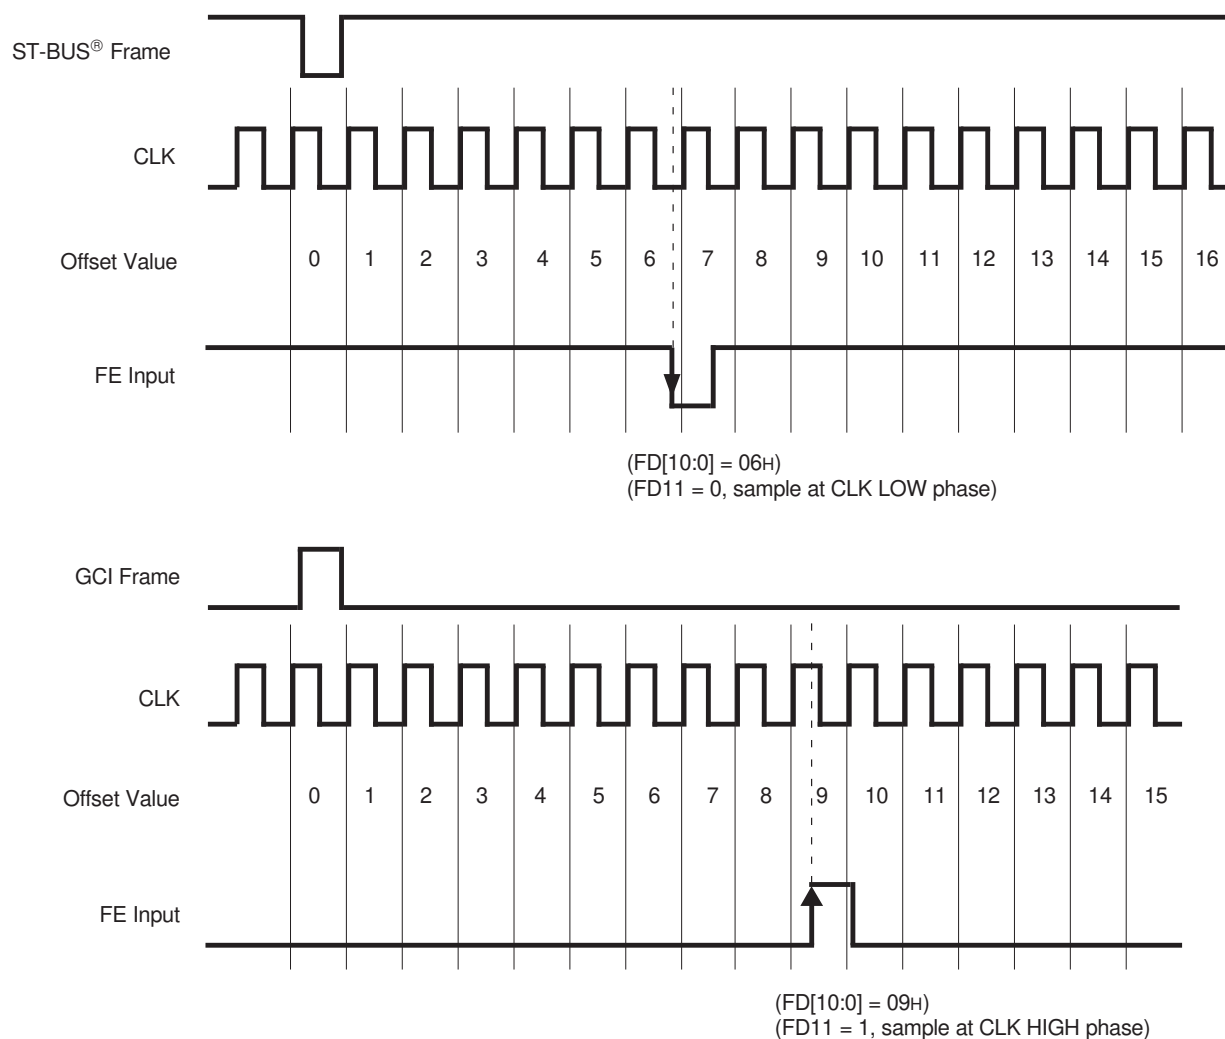 ST-BUS® Frame
CLK
Offset Value 0 1 2 3 4 5 6 7 8 9 10 11 12 13 14 15 16
FE Input
(FD[10:0] = 06H)
(FD11 = 0, sample at CLK LOW phase)
GCI Frame
CLK
Offset Value 0 1 2 3 4 5 6 7 8 9 10 11 12 13 14 15
FE Input
(FD[10:0] = 09H)
(FD11 = 1, sample at CLK HIGH phase)